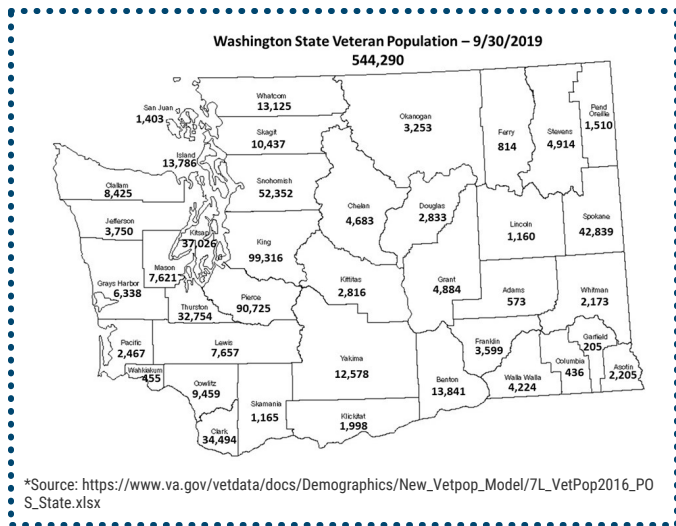 Washington State Veteran Population – 9/30/2019
544,290
Whatcom
13,125
San Juan
1,403
Skagit
10,437
Okanogan
3,253
Ferry
814
Stevens
4,914
Pend
Oreille
1,510
Island
13,786
Snohomish
52,352
Clallam
8,425
Chelan
4,683
Douglas
2,833
Lincoln
1,160
Spokane
42,839
Jefferson
3,750
Kitsap
37,026
King
99,316
Mason
7,621
Grays Harbor
6,338
Kittitas
2,816
Grant
4,884
Adams
573
Whitman
2,173
Thurston
32,754
Pierce
90,725
Pacific
2,467
Lewis
7,657
Yakima
12,578
Franklin
3,599
Garfield
205
Wahkiakum
455
Cowlitz
9,459
Skamania
1,165
Benton
13,841
Walla Walla
4,224
Columbia
436
Asotin
2,205
Klickitat
1,998
Clark
34,494
*Source: https://www.va.gov/vetdata/docs/Demographics/New_Vetpop_Model/7L_VetPop2016_PO
S_State.xlsx